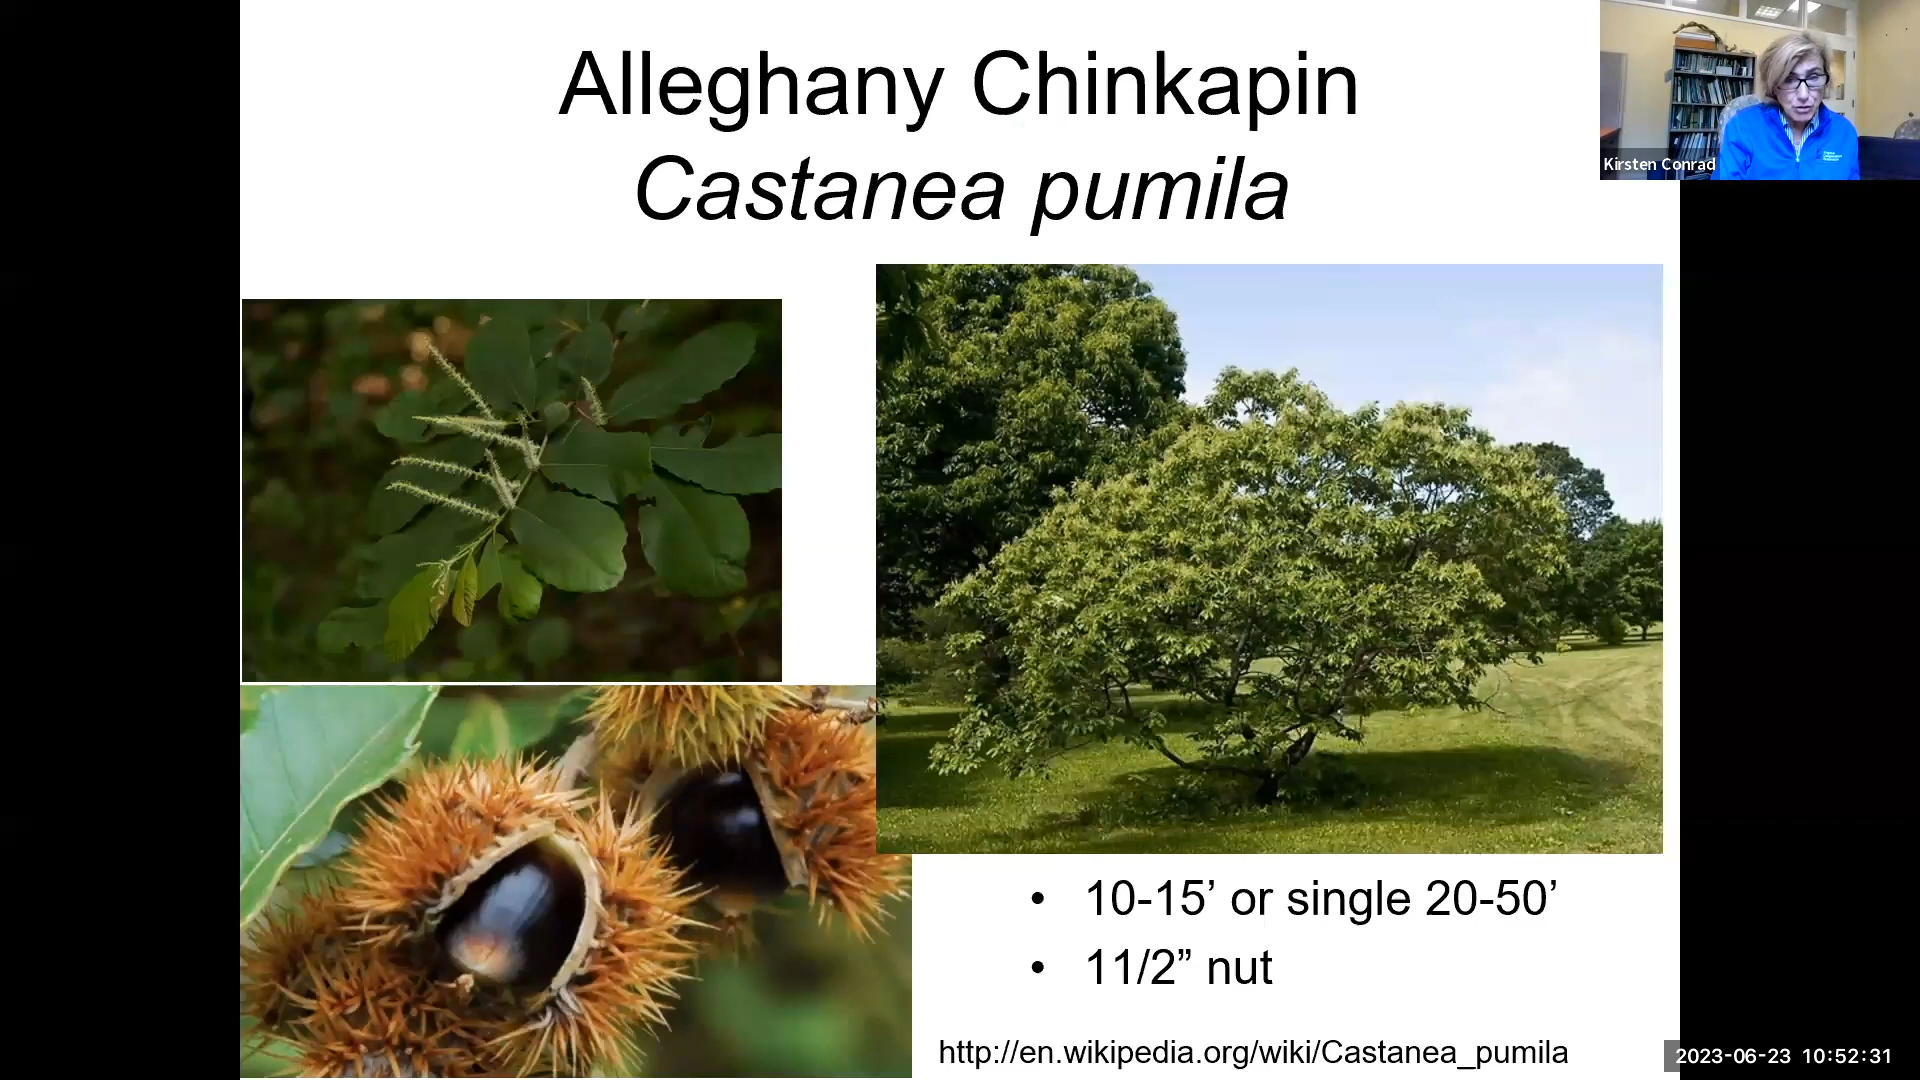 Alleghany Chinkapin
Castanea pumila
Kirsten Conrad
• 10-15’ or single 20-50’
• 11/2” nut
http://en.wikipedia.org/wiki/Castanea_pumila
2023-06-23 10:52:31